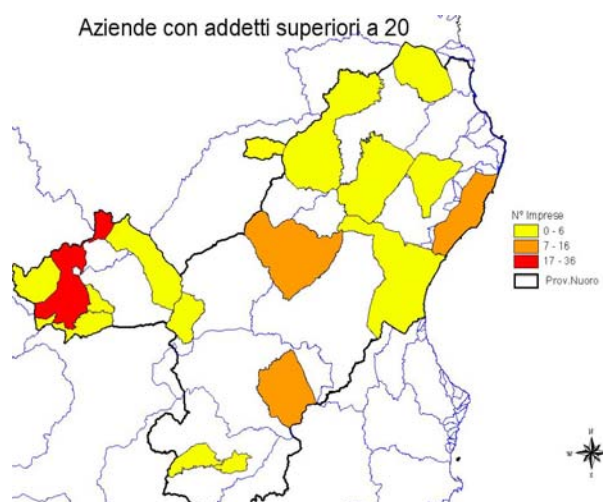 Aziende con addetti superiori a 20
N° Imprese
0 - 6
7 - 16
17 - 36
Prov.Nuoro
N
W E
S